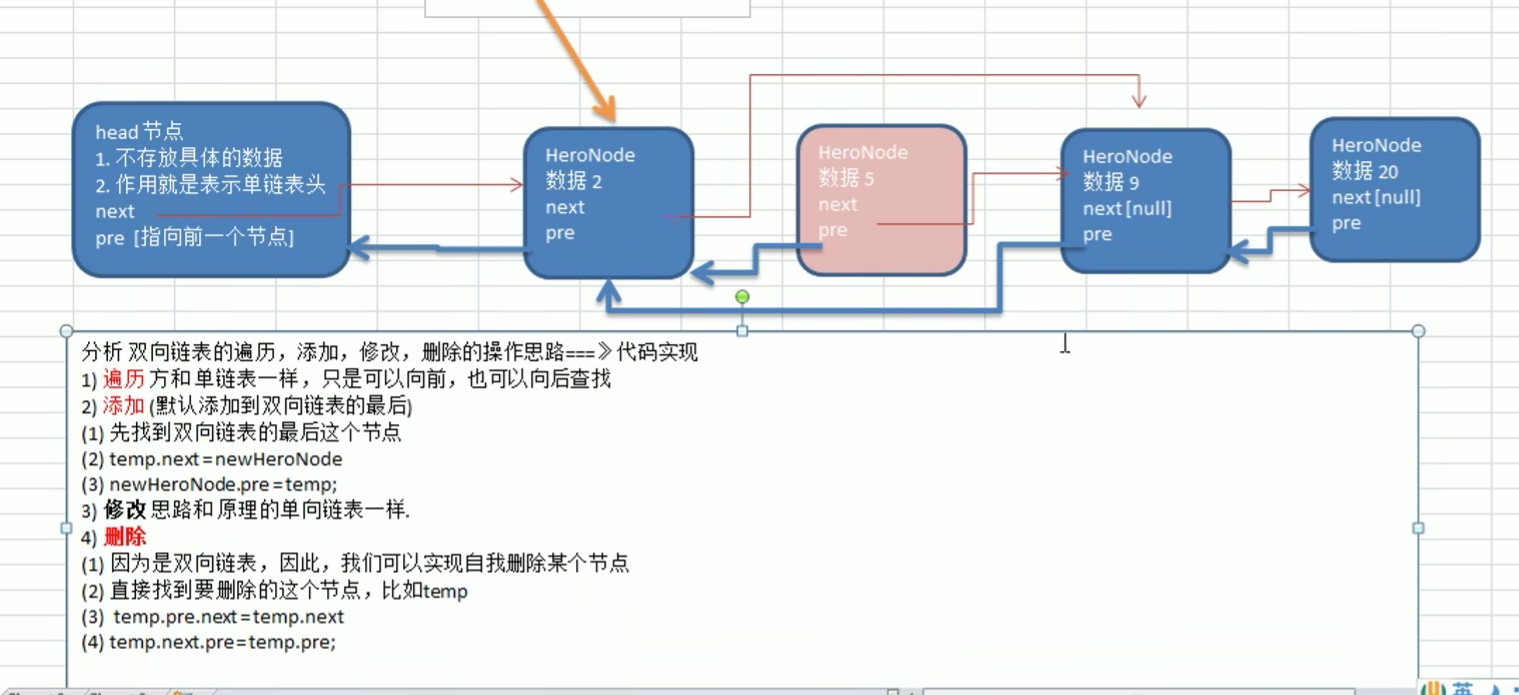 head 节点
1. 不存放具体的数据
2. 作用就是表示单链表头
next
pre [指向前一个节点]
HeroNode
数据 2
next
pre
HeroNode
数据 5
next
pre
HeroNode
数据 9
next [null]
pre
HeroNode
数据 20
next [null]
pre
分析 双向链表的遍历，添加，修改，删除的操作思路===》代码实现
1) 遍历 方和 单链表一样，只是可以向前，也可以向后查找
2) 添加 (默认添加到双向链表的最后)
(1) 先找到双向链表的最后这个节点
(2) temp.next = newHeroNode
(3) newHeroNode.pre = temp;
3) 修改 思路和 原理的单向链表一样.
4) 删除
(1) 因为是双向链表，因此，我们可以实现自我删除某个节点
(2) 直接找到要删除的这个节点，比如temp
(3) temp.pre.next = temp.next
(4) temp.next.pre = temp.pre;
英